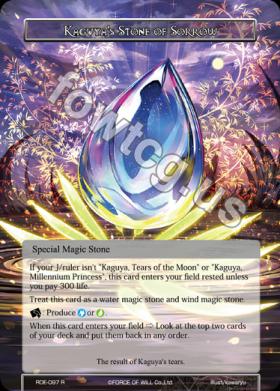 Kaguya's Stone of Sorrow
fowtcg.us
Special Magic Stone
If your J/ruler isn't "Kaguya, Tears of the Moon" or "Kaguya,
Millennium Princess", this card enters your field rested unless
you pay 300 life.
Treat this card as a water magic stone and wind magic stone.
: Produce or .
When this card enters your field ⇨ Look at the top two cards
of your deck and put them back in any order.
The result of Kaguya's tears.
RDE-097 R
©FORCE OF WILL Co.,Ltd.
Illust/kawaryu